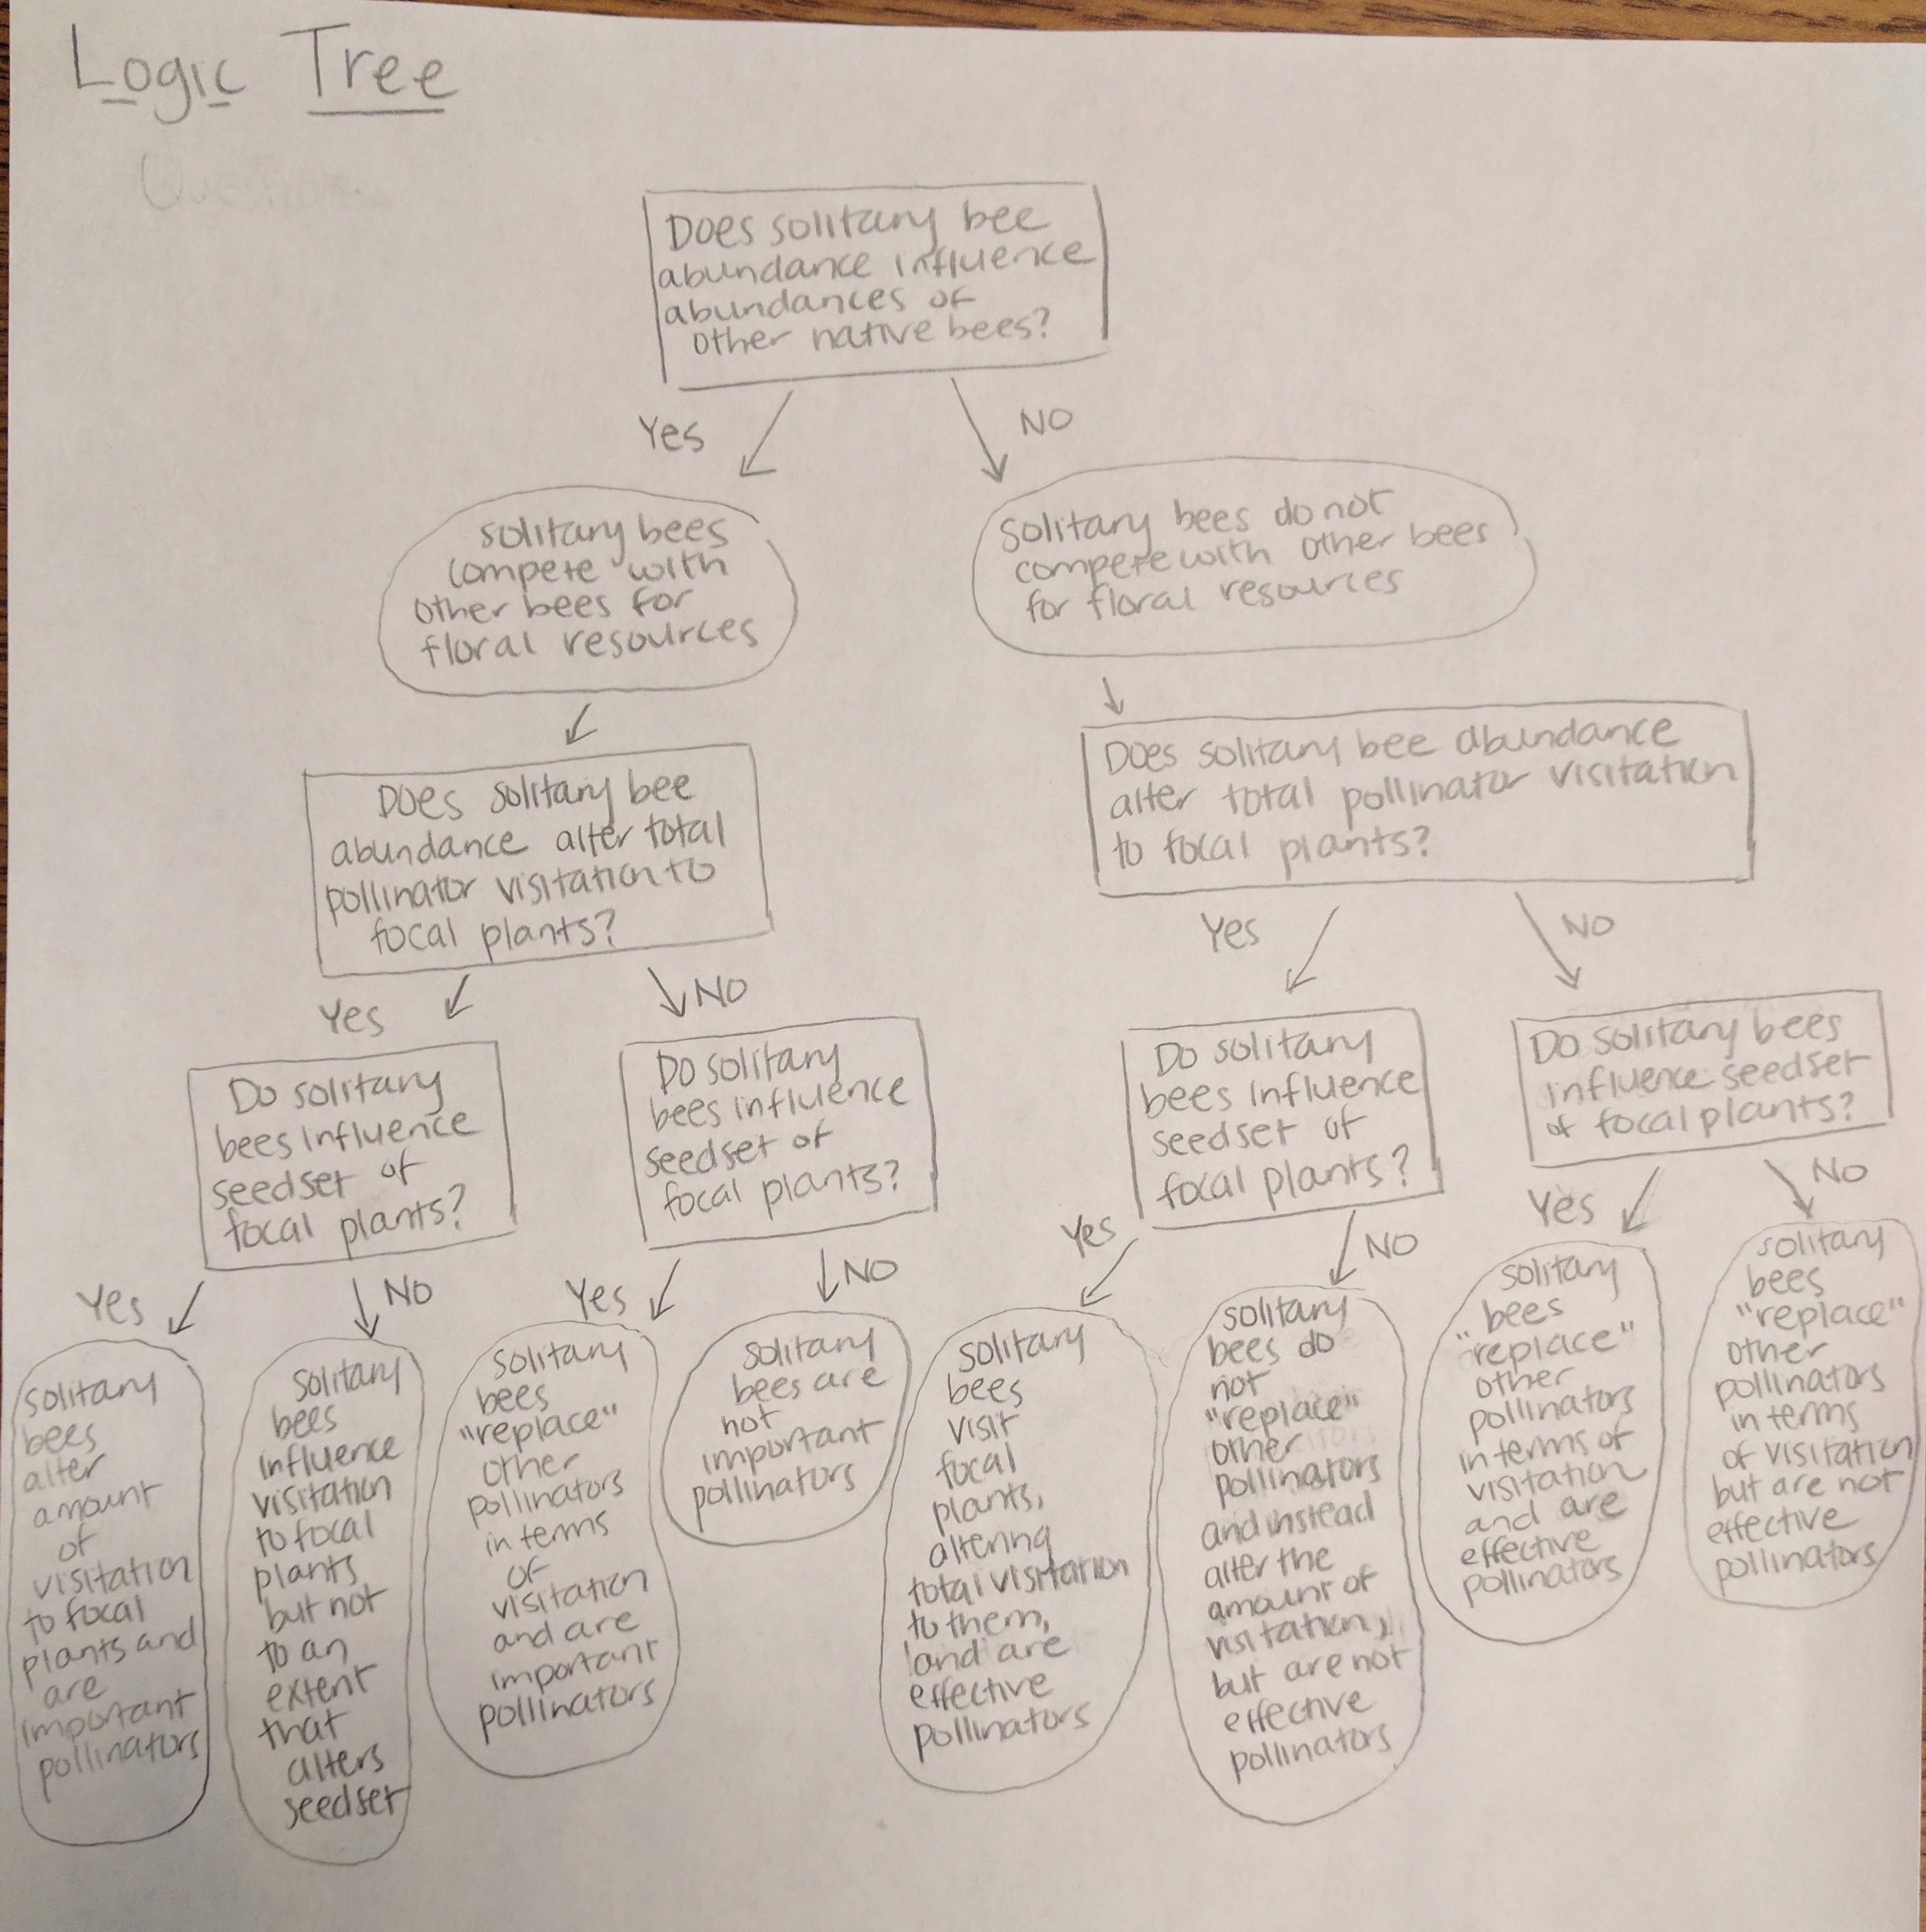 Logic Tree
Question
Does solitary bee
abundance influence
abundances of
other native bees?
Yes
NO
solitary bees
compete with
other bees for
floral resources
solitary bees do not
compete with other bees
for floral resources
Does solitary bee
abundance alter total
pollinator visitation to
focal plants?
Does solitary bee abundance
alter total pollinator visitation
to focal plants?
Yes
NO
Yes
NO
Do solitary
bees influence
seedset of
focal plants?
Do solitary
bees influence
seedset of
focal plants?
Do solitary
bees influence
seedset of
focal plants?
Do solitary bees
influence seedset
of focal plants?
Yes
NO
Yes
NO
Yes
NO
Yes
NO
solitary
bees
alter
amount
of
visitation
to focal
plants and
are
important
pollinators
solitary
bees
influence
visitation
to focal
plants
but not
to an
extent
that
alters
seedset
solitary
bees
"replace"
other
pollinators
in terms
of
visitation
and are
important
pollinators
solitary
bees are
not
important
pollinators
solitary
bees
visit
focal
plants,
altering
total visitation
to them,
and are
effective
pollinators
solitary
bees do
not
"replace"
other
pollinators
and instead
alter the
amount of
visitation,
but are not
effective
pollinators
solitary
bees
"replace"
other
pollinators
in terms of
visitation
and are
effective
pollinators
solitary
bees
"replace"
other
pollinators
in terms
of visitation
but are not
effective
pollinators